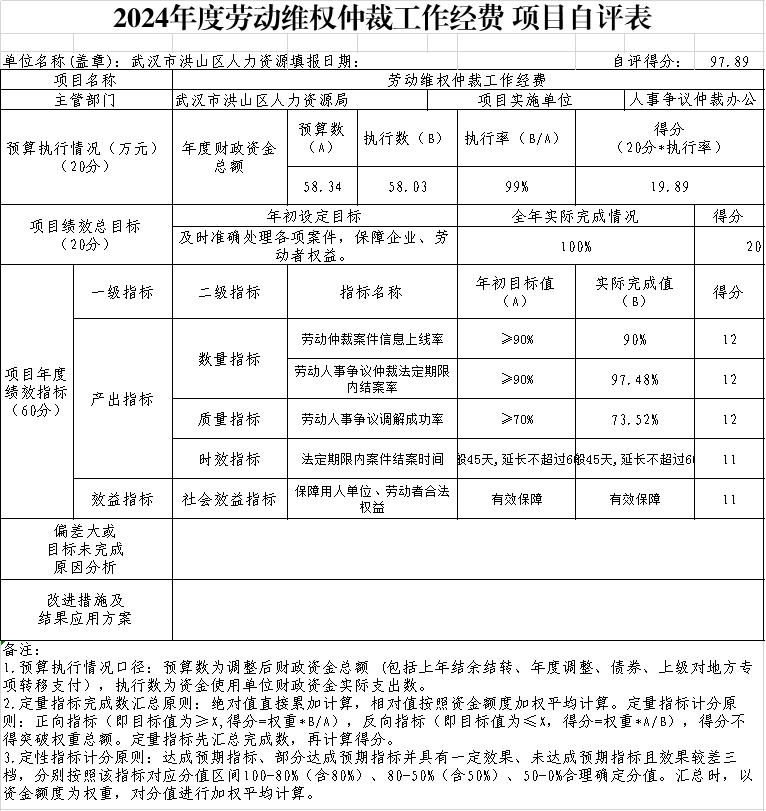 2024年度劳动维权仲裁工作经费 项目自评表
单位名称(盖章): 武汉市洪山区人力资源填报日期: 自评得分: 97.89
项目名称 劳动维权仲裁工作经费
主管部门 武汉市洪山区人力资源局 项目实施单位 人事争议仲裁办公
预算执行情况（万元）
（20分）
年度财政资金
总额
预算数
（A）
执行数（B）
执行率（B/A）
得分
（20分*执行率）
58.34 58.03 99% 19.89
项目绩效总目标
（20分）
年初设定目标 全年实际完成情况 得分
及时准确处理各项案件，保障企业、劳
动者权益。
100% 20
项目年度
绩效指标
（60分）
一级指标 二级指标 指标名称
年初目标值
（A）
实际完成值
（B）
得分
产出指标
数量指标
劳动仲裁案件信息上线率 ≥90% 90% 12
劳动人事争议仲裁法定期限
内结案率
≥90% 97.48% 12
质量指标 劳动人事争议调解成功率 ≥70% 73.52% 12
时效指标 法定期限内案件结案时间 45天,延长不超过 45天,延长不超过 11
效益指标 社会效益指标
保障用人单位、劳动者合法
权益
有效保障 有效保障 11
偏差大或
目标未完成
原因分析
改进措施及
结果应用方案
备注：
1.预算执行情况口径：预算数为调整后财政资金总额（包括上年结余结转、年度调整、债券、上级对地方专
项转移支付），执行数为资金使用单位财政资金实际支出数。
2.定量指标完成数汇总原则：绝对值直接累加计算，相对值按照资金额度加权平均计算。定量指标计分原
则：正向指标（即目标值为≥X,得分=权重*B/A），反向指标（即目标值为≤X，得分=权重*A/B），得分不
得突破权重总额。定量指标先汇总完成数，再计算得分。
3.定性指标计分原则：达成预期指标、部分达成预期指标并具有一定效果、未达成预期指标且效果较差三
档，分别按照该指标对应分值区间100-80%（含80%）、80-50%（含50%）、50-0%合理确定分值。汇总时，以
资金额度为权重，对分值进行加权平均计算。